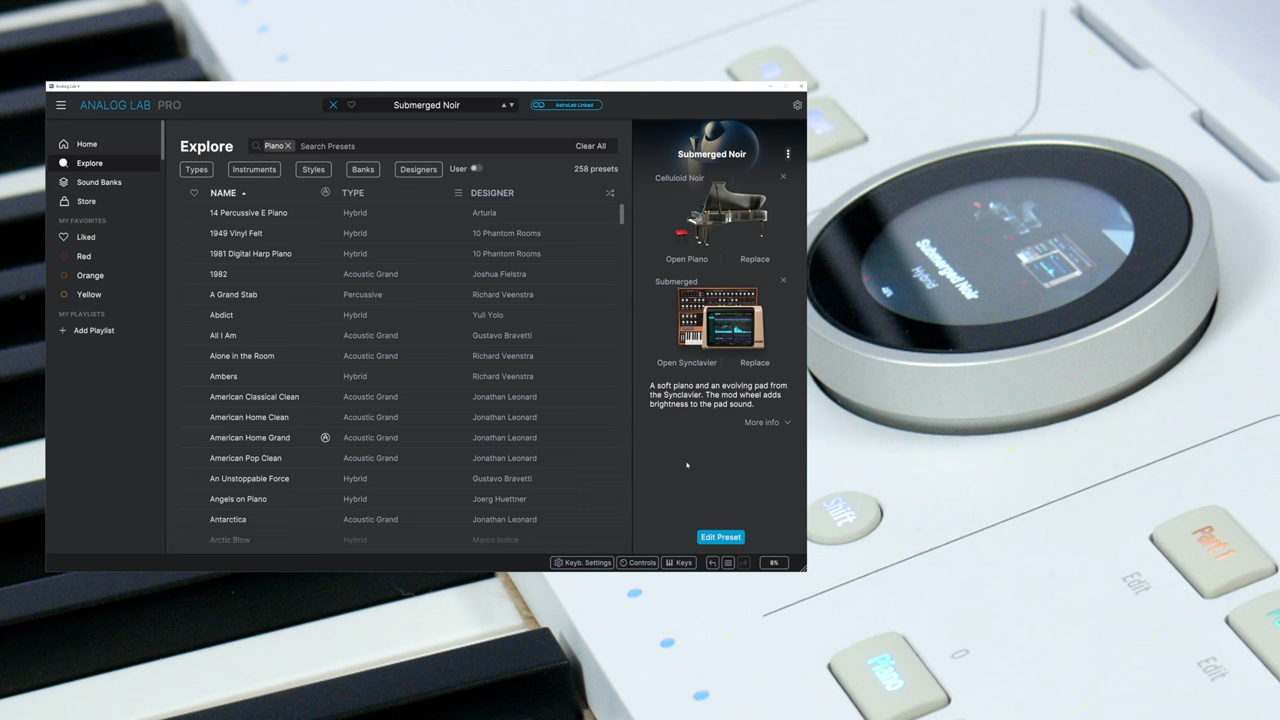 Analog Lab V
ANALOG LAB PRO
Submerged Noir
AstroLab Linked
Home
Explore
Sound Banks
Store
MY FAVORITES
Liked
Red
Orange
Yellow
MY PLAYLISTS
Add Playlist
Explore
Piano
Search Presets
Clear All
Types
Instruments
Styles
Banks
Designers
User
258 presets
NAME TYPE DESIGNER
14 Percussive E Piano Hybrid Arturia
1949 Vinyl Felt Hybrid 10 Phantom Rooms
1981 Digital Harp Piano Hybrid 10 Phantom Rooms
1982 Acoustic Grand Joshua Fielstra
A Grand Stab Percussive Richard Veenstra
Abdict Hybrid Yuli Yolo
All I Am Hybrid Gustavo Bravetti
Alone in the Room Hybrid Richard Veenstra
Ambers Hybrid Richard Veenstra
American Classical Clean Acoustic Grand Jonathan Leonard
American Home Clean Acoustic Grand Jonathan Leonard
American Home Grand Acoustic Grand Jonathan Leonard
American Pop Clean Acoustic Grand Jonathan Leonard
An Unstoppable Force Hybrid Gustavo Bravetti
Angels on Piano Hybrid Joerg Huettner
Antarctica Acoustic Grand Jonathan Leonard
Arctic Blow Hybrid Marco Iodice
Submerged Noir
Celluloid Noir
Open Piano
Replace
Submerged
Open Synclavier
Replace
A soft piano and an evolving pad from
the Synclavier. The mod wheel adds
brightness to the pad sound.
More info
Edit Preset
Keyb. Settings
Controls
Keys
8%
Submerged Noir
Hybrid
Shift
Part 1
Edit
Piano
Edit